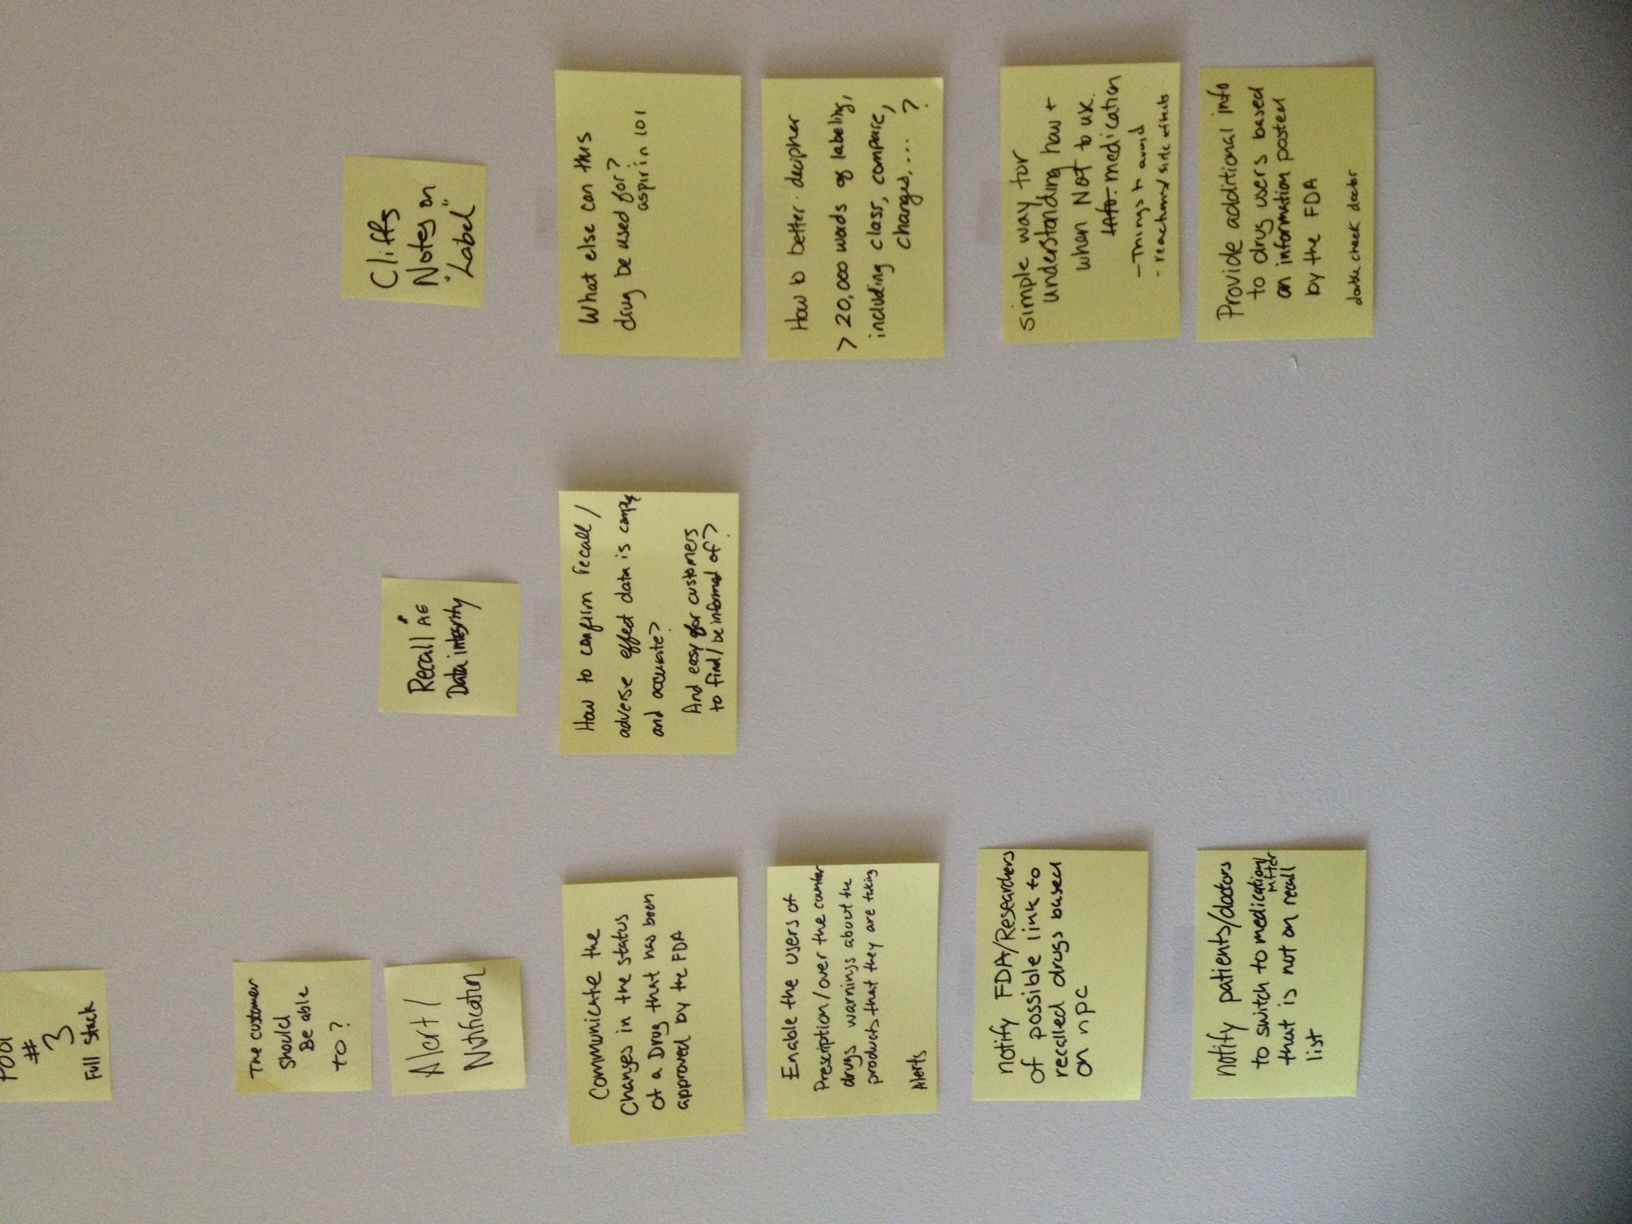 POOL
#
3
Full Stack
The customer
should
Be able
to?
Alert/
Notification
Communicate the
Changes in the status
of a Drug that has been
approved by the FDA
Enable the users of
Prescription/over the counter
drugs warnings about the
products that they are taking
Alerts
notify FDA/Researchers
of possible link to
recalled drugs based
on npc
notify patients/doctors
to switch to medication/
that is not on recall
list
Recall AE
Data integrity
How to confirm recall/
adverse effect data is
and accurate?
And easy for customers
to find/be informed of?
Cliffs
Notes on
"Label"
What else can this
drug be used for?
aspirin 101
How to better decipher
> 20,000 words of labeling,
including class, compare,
changes.... ?
simple way for
understanding how +
when NOT to use
info. medication
- Things to avoid
- reactions/side effects
Provide additional info
to drug users based
on information posted
by the FDA
double check doctor